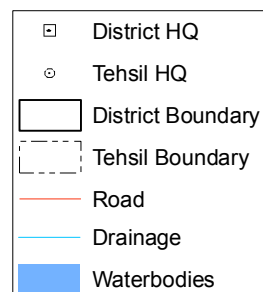 District HQ
Tehsil HQ
District Boundary
Tehsil Boundary
Road
Drainage
Waterbodies